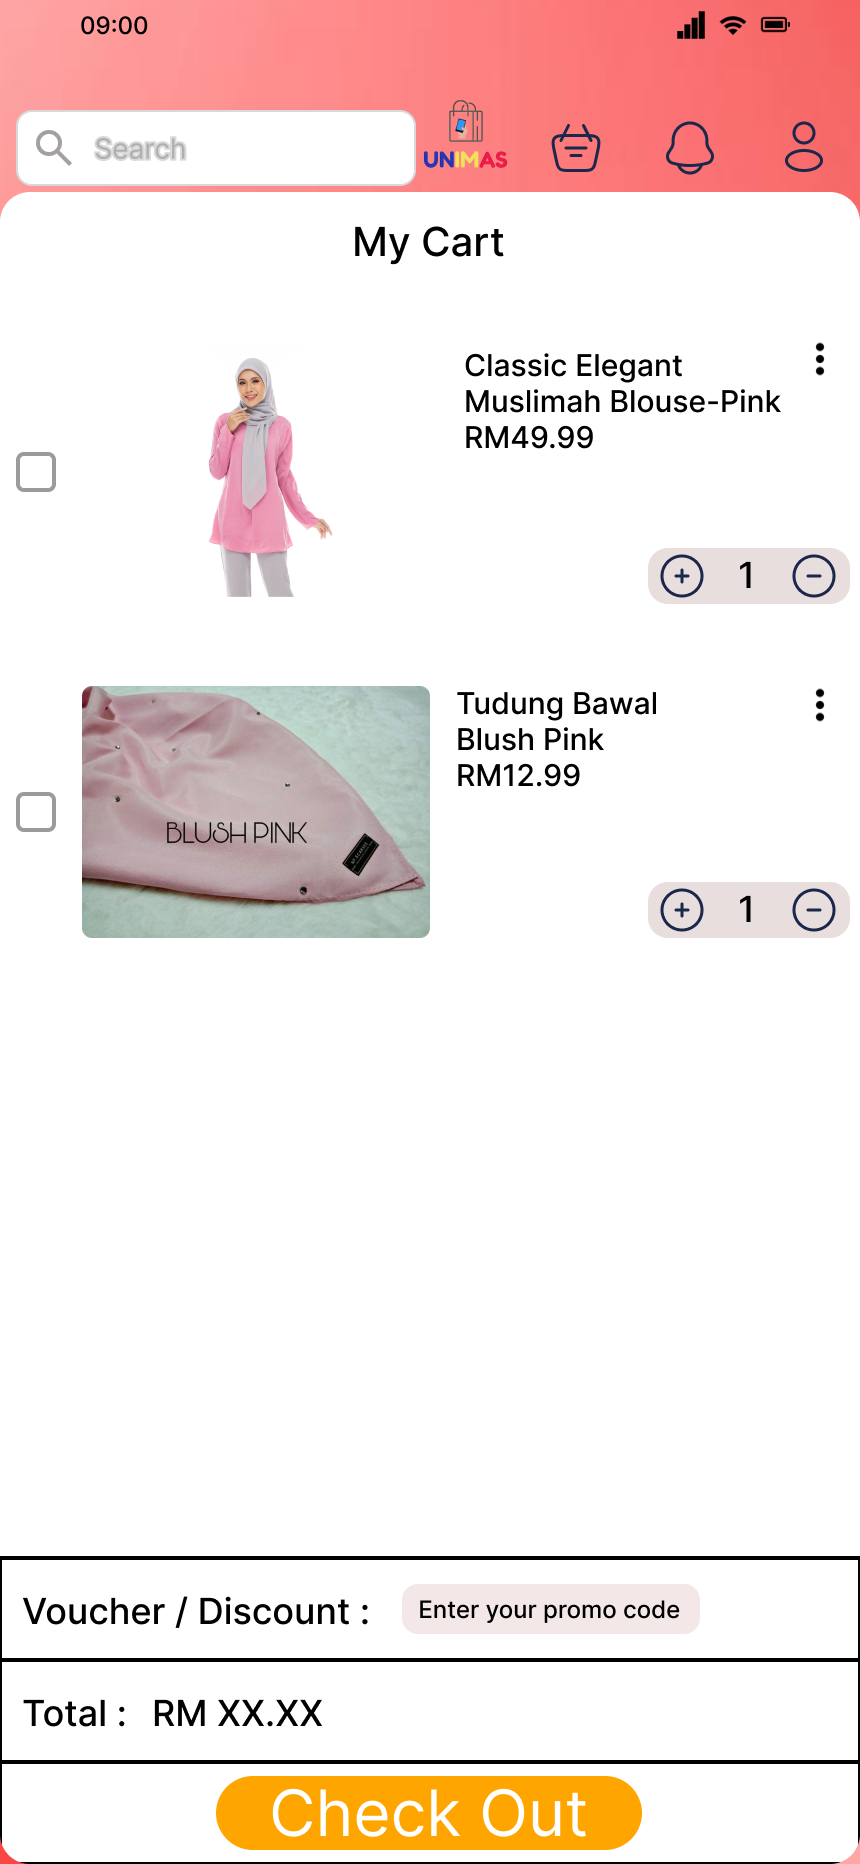 09:00
Search
UNIMAS
My Cart
Classic Elegant
Muslimah Blouse-Pink
RM49.99
1
Tudung Bawal
Blush Pink
RM12.99
BLUSH PINK
1
Voucher / Discount :
Enter your promo code
Total : RM XX.XX
Check Out